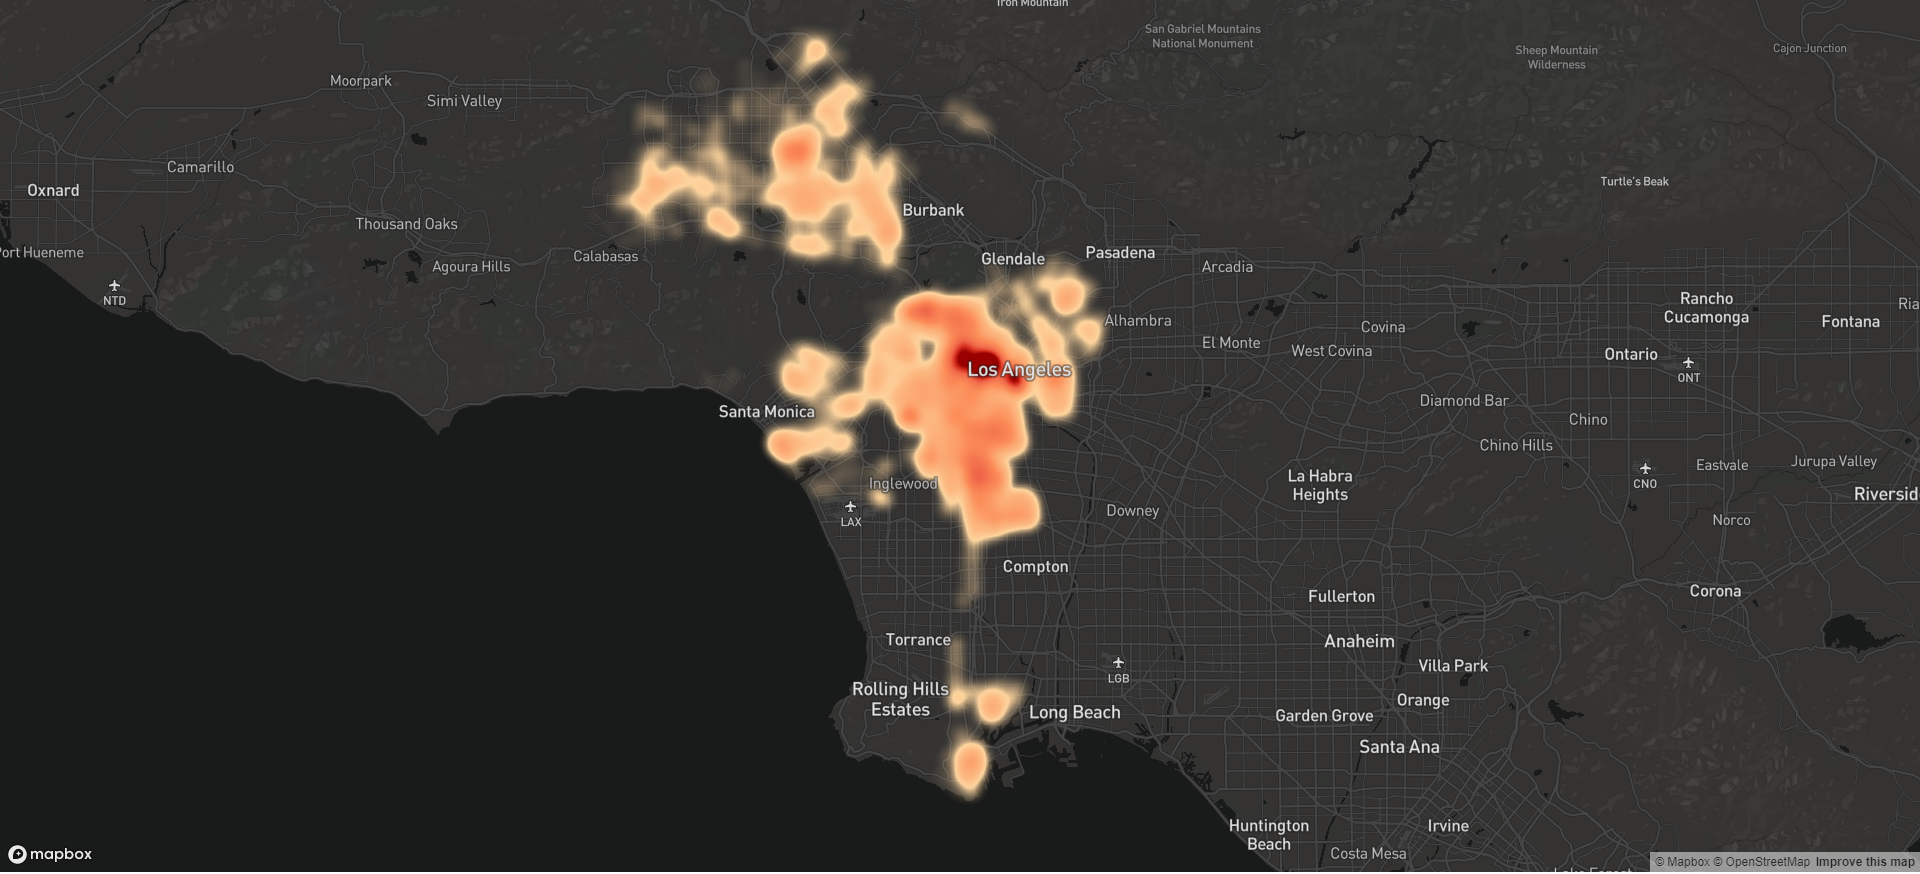 Iron Mountain
San Gabriel Mountains
National Monument
Sheep Mountain
Wilderness
Cajon Junction
Moorpark
Simi Valley
Camarillo
Oxnard
Turtle's Beak
Burbank
Thousand Oaks
Port Hueneme
Agoura Hills
Calabasas
Glendale
Pasadena
Arcadia
NTD
Rancho
Cucamonga
Ria
Alhambra
Covina
Fontana
El Monte
West Covina
Ontario
Los Angeles
ONT
Santa Monica
Diamond Bar
Chino
Chino Hills
Inglewood
La Habra
Heights
CNO
Eastvale
Jurupa Valley
Riversid
LAX
Downey
Norco
Compton
Fullerton
Corona
Torrance
Anaheim
LGB
Villa Park
Rolling Hills
Estates
Long Beach
Orange
Garden Grove
Santa Ana
Huntington
Beach
Irvine
Costa Mesa
Lake Forest
mapbox
© Mapbox © OpenStreetMap Improve this map